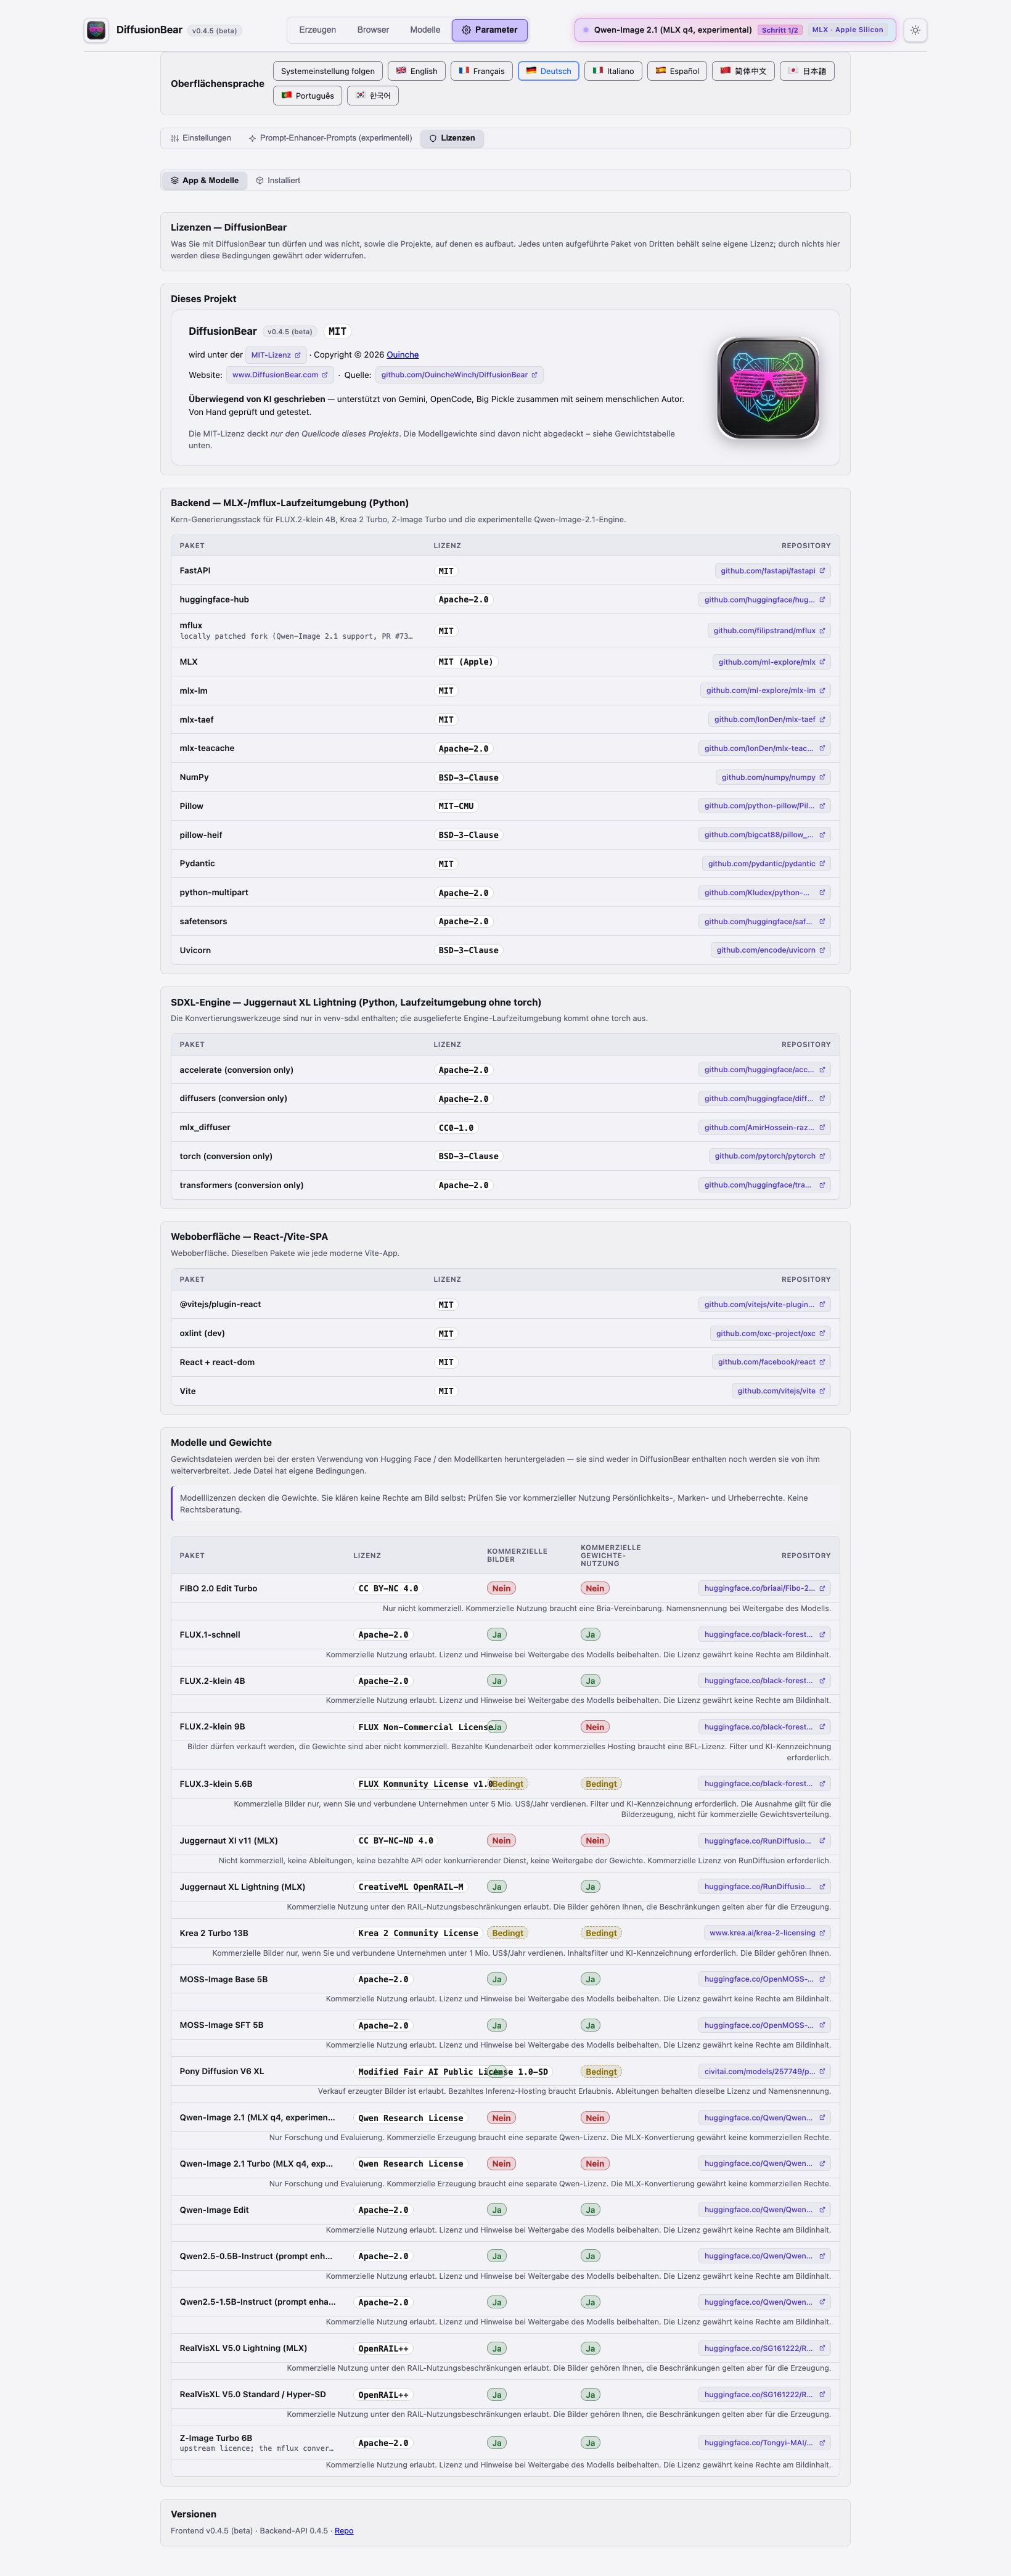 DiffusionBear v0.4.5 (beta) Erzeugen Browser Modelle Parameter Qwen-Image 2.1 (MLX q4, experimental) Schritt 1/2 MLX · Apple Silicon
Oberflächensprache
Systemeinstellung folgen English Français Deutsch Italiano Español 简体中文 日本語
Português 한국어
Einstellungen Prompt-Enhancer-Prompts (experimentell) Lizenzen
App & Modelle Installiert
Lizenzen — DiffusionBear
Was Sie mit DiffusionBear tun dürfen und was nicht, sowie die Projekte, auf denen es aufbaut. Jedes unten aufgeführte Paket von Dritten behält seine eigene Lizenz; durch nichts hier
werden diese Bedingungen gewährt oder widerrufen.
Dieses Projekt
DiffusionBear v0.4.5 (beta) MIT
wird unter der MIT-Lizenz · Copyright © 2026 Ouinche
Website: www.DiffusionBear.com · Quelle: github.com/OuincheWinch/DiffusionBear
Überwiegend von KI geschrieben — unterstützt von Gemini, OpenCode, Big Pickle zusammen mit seinem menschlichen Autor.
Von Hand geprüft und getestet.
Die MIT-Lizenz deckt nur den Quellcode dieses Projekts. Die Modellgewichte sind davon nicht abgedeckt – siehe Gewichtstabelle
unten.
Backend — MLX-/mflux-Laufzeitumgebung (Python)
Kern-Generierungsstack für FLUX.2-klein 4B, Krea 2 Turbo, Z-Image Turbo und die experimentelle Qwen-Image-2.1-Engine.
PAKET LIZENZ REPOSITORY
FastAPI MIT github.com/fastapi/fastapi
huggingface-hub Apache-2.0 github.com/huggingface/hug...
mflux MIT github.com/filipstrand/mflux
locally patched fork (Qwen-Image 2.1 support, PR #73…
MLX MIT (Apple) github.com/ml-explore/mlx
mlx-lm MIT github.com/ml-explore/mlx-lm
mlx-taef MIT github.com/IonDen/mlx-taef
mlx-teacache Apache-2.0 github.com/IonDen/mlx-teac...
NumPy BSD-3-Clause github.com/numpy/numpy
Pillow MIT-CMU github.com/python-pillow/Pil...
pillow-heif BSD-3-Clause github.com/bigcat88/pillow_...
Pydantic MIT github.com/pydantic/pydantic
python-multipart Apache-2.0 github.com/Kludex/python-...
safetensors Apache-2.0 github.com/huggingface/saf...
Uvicorn BSD-3-Clause github.com/encode/uvicorn
SDXL-Engine — Juggernaut XL Lightning (Python, Laufzeitumgebung ohne torch)
Die Konvertierungswerkzeuge sind nur in venv-sdxl enthalten; die ausgelieferte Engine-Laufzeitumgebung kommt ohne torch aus.
PAKET LIZENZ REPOSITORY
accelerate (conversion only) Apache-2.0 github.com/huggingface/acc...
diffusers (conversion only) Apache-2.0 github.com/huggingface/diff...
mlx_diffuser CC0-1.0 github.com/AmirHossein-raz...
torch (conversion only) BSD-3-Clause github.com/pytorch/pytorch
transformers (conversion only) Apache-2.0 github.com/huggingface/tra...
Weboberfläche — React-/Vite-SPA
Weboberfläche. Dieselben Pakete wie jede moderne Vite-App.
PAKET LIZENZ REPOSITORY
@vitejs/plugin-react MIT github.com/vitejs/vite-plugin...
oxlint (dev) MIT github.com/oxc-project/oxc
React + react-dom MIT github.com/facebook/react
Vite MIT github.com/vitejs/vite
Modelle und Gewichte
Gewichtsdateien werden bei der ersten Verwendung von Hugging Face / den Modellkarten heruntergeladen — sie sind weder in DiffusionBear enthalten noch werden sie von ihm
weiterverbreitet. Jede Datei hat eigene Bedingungen.
Modelllizenzen decken die Gewichte. Sie klären keine Rechte am Bild selbst: Prüfen Sie vor kommerzieller Nutzung Persönlichkeits-, Marken- und Urheberrechte. Keine
Rechtsberatung.
PAKET LIZENZ KOMMERZIELLE BILDER KOMMERZIELLE GEWICHTE-NUTZUNG REPOSITORY
FIBO 2.0 Edit Turbo CC BY-NC 4.0 Nein Nein huggingface.co/briaai/Fibo-2...
Nur nicht kommerziell. Kommerzielle Nutzung braucht eine Bria-Vereinbarung. Namensnennung bei Weitergabe des Modells.
FLUX.1-schnell Apache-2.0 Ja Ja huggingface.co/black-forest...
Kommerzielle Nutzung erlaubt. Lizenz und Hinweise bei Weitergabe des Modells beibehalten. Die Lizenz gewährt keine Rechte am Bildinhalt.
FLUX.2-klein 4B Apache-2.0 Ja Ja huggingface.co/black-forest...
Kommerzielle Nutzung erlaubt. Lizenz und Hinweise bei Weitergabe des Modells beibehalten. Die Lizenz gewährt keine Rechte am Bildinhalt.
FLUX.2-klein 9B FLUX Non-Commercial License Ja Nein huggingface.co/black-forest...
Bilder dürfen verkauft werden, die Gewichte sind aber nicht kommerziell. Bezahlte Kundenarbeit oder kommerzielles Hosting braucht eine BFL-Lizenz. Filter und KI-Kennzeichnung
erforderlich.
FLUX.3-klein 5.6B FLUX Kommunity License v1.0 Bedingt Bedingt huggingface.co/black-forest...
Kommerzielle Bilder nur, wenn Sie und verbundene Unternehmen unter 5 Mio. US$/Jahr verdienen. Filter und KI-Kennzeichnung erforderlich. Die Ausnahme gilt für die
Bilderzeugung, nicht für kommerzielle Gewichtsverteilung.
Juggernaut XI v11 (MLX) CC BY-NC-ND 4.0 Nein Nein huggingface.co/RunDiffusio...
Nicht kommerziell, keine Ableitungen, keine bezahlte API oder konkurrierender Dienst, keine Weitergabe der Gewichte. Kommerzielle Lizenz von RunDiffusion erforderlich.
Juggernaut XL Lightning (MLX) CreativeML OpenRAIL-M Ja Ja huggingface.co/RunDiffusio...
Kommerzielle Nutzung unter den RAIL-Nutzungsbeschränkungen erlaubt. Die Bilder gehören Ihnen, die Beschränkungen gelten aber für die Erzeugung.
Krea 2 Turbo 13B Krea 2 Community License Bedingt Bedingt www.krea.ai/krea-2-licensing
Kommerzielle Bilder nur, wenn Sie und verbundene Unternehmen unter 1 Mio. US$/Jahr verdienen. Inhaltsfilter und KI-Kennzeichnung erforderlich. Die Bilder gehören Ihnen.
MOSS-Image Base 5B Apache-2.0 Ja Ja huggingface.co/OpenMOSS-...
Kommerzielle Nutzung erlaubt. Lizenz und Hinweise bei Weitergabe des Modells beibehalten. Die Lizenz gewährt keine Rechte am Bildinhalt.
MOSS-Image SFT 5B Apache-2.0 Ja Ja huggingface.co/OpenMOSS-...
Kommerzielle Nutzung erlaubt. Lizenz und Hinweise bei Weitergabe des Modells beibehalten. Die Lizenz gewährt keine Rechte am Bildinhalt.
Pony Diffusion V6 XL Modified Fair AI Public License 1.0-SD Ja Bedingt civitai.com/models/257749/p...
Verkauf erzeugter Bilder ist erlaubt. Bezahltes Inferenz-Hosting braucht Erlaubnis. Ableitungen behalten dieselbe Lizenz und Namensnennung.
Qwen-Image 2.1 (MLX q4, experimen... Qwen Research License Nein Nein huggingface.co/Qwen/Qwen...
Nur Forschung und Evaluierung. Kommerzielle Erzeugung braucht eine separate Qwen-Lizenz. Die MLX-Konvertierung gewährt keine kommerziellen Rechte.
Qwen-Image 2.1 Turbo (MLX q4, exp... Qwen Research License Nein Nein huggingface.co/Qwen/Qwen...
Nur Forschung und Evaluierung. Kommerzielle Erzeugung braucht eine separate Qwen-Lizenz. Die MLX-Konvertierung gewährt keine kommerziellen Rechte.
Qwen-Image Edit Apache-2.0 Ja Ja huggingface.co/Qwen/Qwen...
Kommerzielle Nutzung erlaubt. Lizenz und Hinweise bei Weitergabe des Modells beibehalten. Die Lizenz gewährt keine Rechte am Bildinhalt.
Qwen2.5-0.5B-Instruct (prompt enh... Apache-2.0 Ja Ja huggingface.co/Qwen/Qwen...
Kommerzielle Nutzung erlaubt. Lizenz und Hinweise bei Weitergabe des Modells beibehalten. Die Lizenz gewährt keine Rechte am Bildinhalt.
Qwen2.5-1.5B-Instruct (prompt enha... Apache-2.0 Ja Ja huggingface.co/Qwen/Qwen...
Kommerzielle Nutzung erlaubt. Lizenz und Hinweise bei Weitergabe des Modells beibehalten. Die Lizenz gewährt keine Rechte am Bildinhalt.
RealVisXL V5.0 Lightning (MLX) OpenRAIL++ Ja Ja huggingface.co/SG161222/R...
Kommerzielle Nutzung unter den RAIL-Nutzungsbeschränkungen erlaubt. Die Bilder gehören Ihnen, die Beschränkungen gelten aber für die Erzeugung.
RealVisXL V5.0 Standard / Hyper-SD OpenRAIL++ Ja Ja huggingface.co/SG161222/R...
Kommerzielle Nutzung unter den RAIL-Nutzungsbeschränkungen erlaubt. Die Bilder gehören Ihnen, die Beschränkungen gelten aber für die Erzeugung.
Z-Image Turbo 6B Apache-2.0 Ja Ja huggingface.co/Tongyi-MAI/...
upstream licence; the mflux conver…
Kommerzielle Nutzung erlaubt. Lizenz und Hinweise bei Weitergabe des Modells beibehalten. Die Lizenz gewährt keine Rechte am Bildinhalt.
Versionen
Frontend v0.4.5 (beta) · Backend-API 0.4.5 · Repo